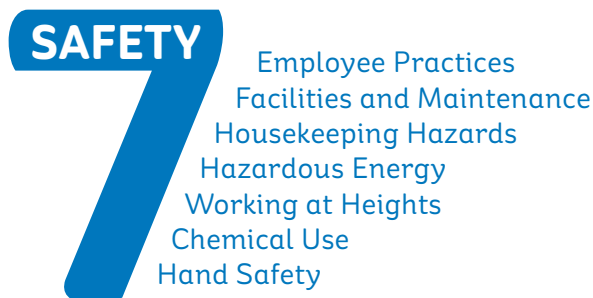 SAFETY
Employee Practices
Facilities and Maintenance
Housekeeping Hazards
Hazardous Energy
Working at Heights
Chemical Use
Hand Safety